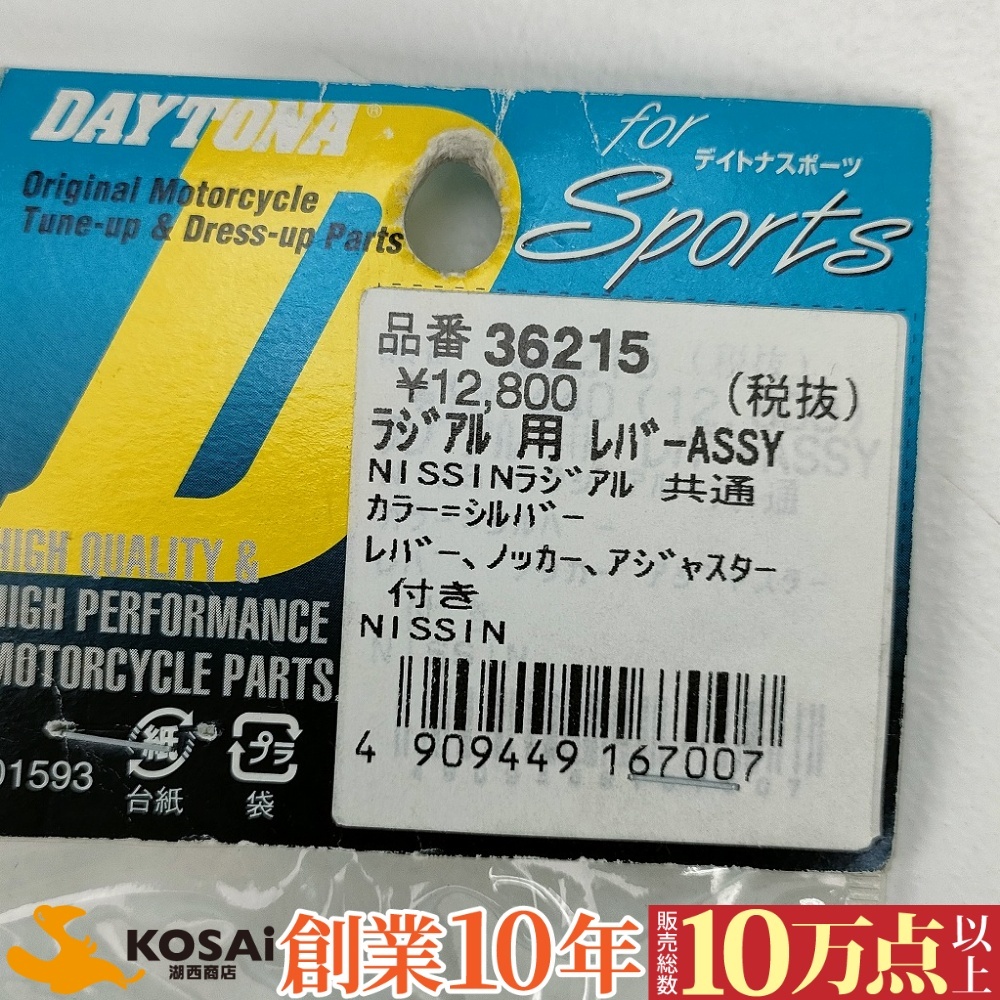 DAYTONA®
Original Motorcycle
Tune-up & Dress-up Parts
for
デイトナスポーツ
Sports
品番 36215
¥12,800 (税抜)
ﾗｼﾞｱﾙ 用 ﾚﾊﾞｰASSY
NISSINﾗｼﾞｱﾙ 共通
ｶﾗｰ=ｼﾙﾊﾞｰ
ﾚﾊﾞｰ､ﾉｯｶｰ､ｱｼﾞｬｽﾀｰ
付き
NISSIN
4 909449 167007
HIGH QUALITY &
HIGH PERFORMANCE
MOTORCYCLE PARTS.
01593
紙
台紙
プラ
袋
KOSAi
湖西商店
創業10年
販売総数
10万点以上